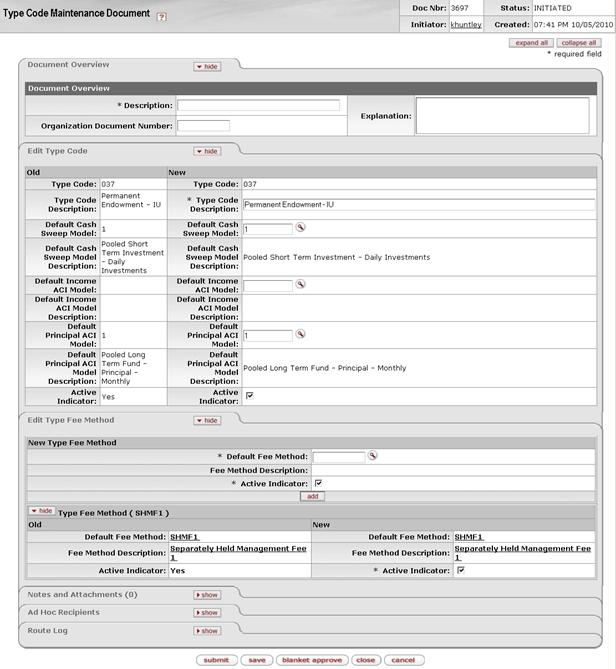 Type Code Maintenance Document ?
Doc Nbr: 3697 Status: INITIATED
Initiator: khuntley Created: 07:41 PM 10/05/2010
expand all collapse all
* required field
Document Overview hide
Document Overview
* Description:
Organization Document Number:
Explanation:
Edit Type Code hide
Old New
Type Code: 037 Type Code: 037
Type Code Description: Permanent Endowment - IU * Type Code Description: Permanent Endowment-IU
Default Cash Sweep Model: 1 Default Cash Sweep Model: 1
Default Cash Sweep Model Description: Pooled Short Term Investment - Daily Investments Default Cash Sweep Model Description: Pooled Short Term Investment - Daily Investments
Default Income ACI Model: Default Income ACI Model:
Default Income ACI Model Description: Default Income ACI Model Description:
Default Principal ACI Model: 1 Default Principal ACI Model: 1
Default Principal ACI Model Description: Pooled Long Term Fund - Principal - Monthly Default Principal ACI Model Description: Pooled Long Term Fund - Principal - Monthly
Active Indicator: Yes Active Indicator:
Edit Type Fee Method hide
New Type Fee Method
* Default Fee Method:
Fee Method Description:
* Active Indicator:
add
hide Type Fee Method ( SHMF1 )
Old New
Default Fee Method: SHMF1 Default Fee Method: SHMF1
Fee Method Description: Separately Held Management Fee 1 Fee Method Description: Separately Held Management Fee 1
Active Indicator: Yes * Active Indicator:
Notes and Attachments (0) show
Ad Hoc Recipients show
Route Log show
submit save blanket approve close cancel